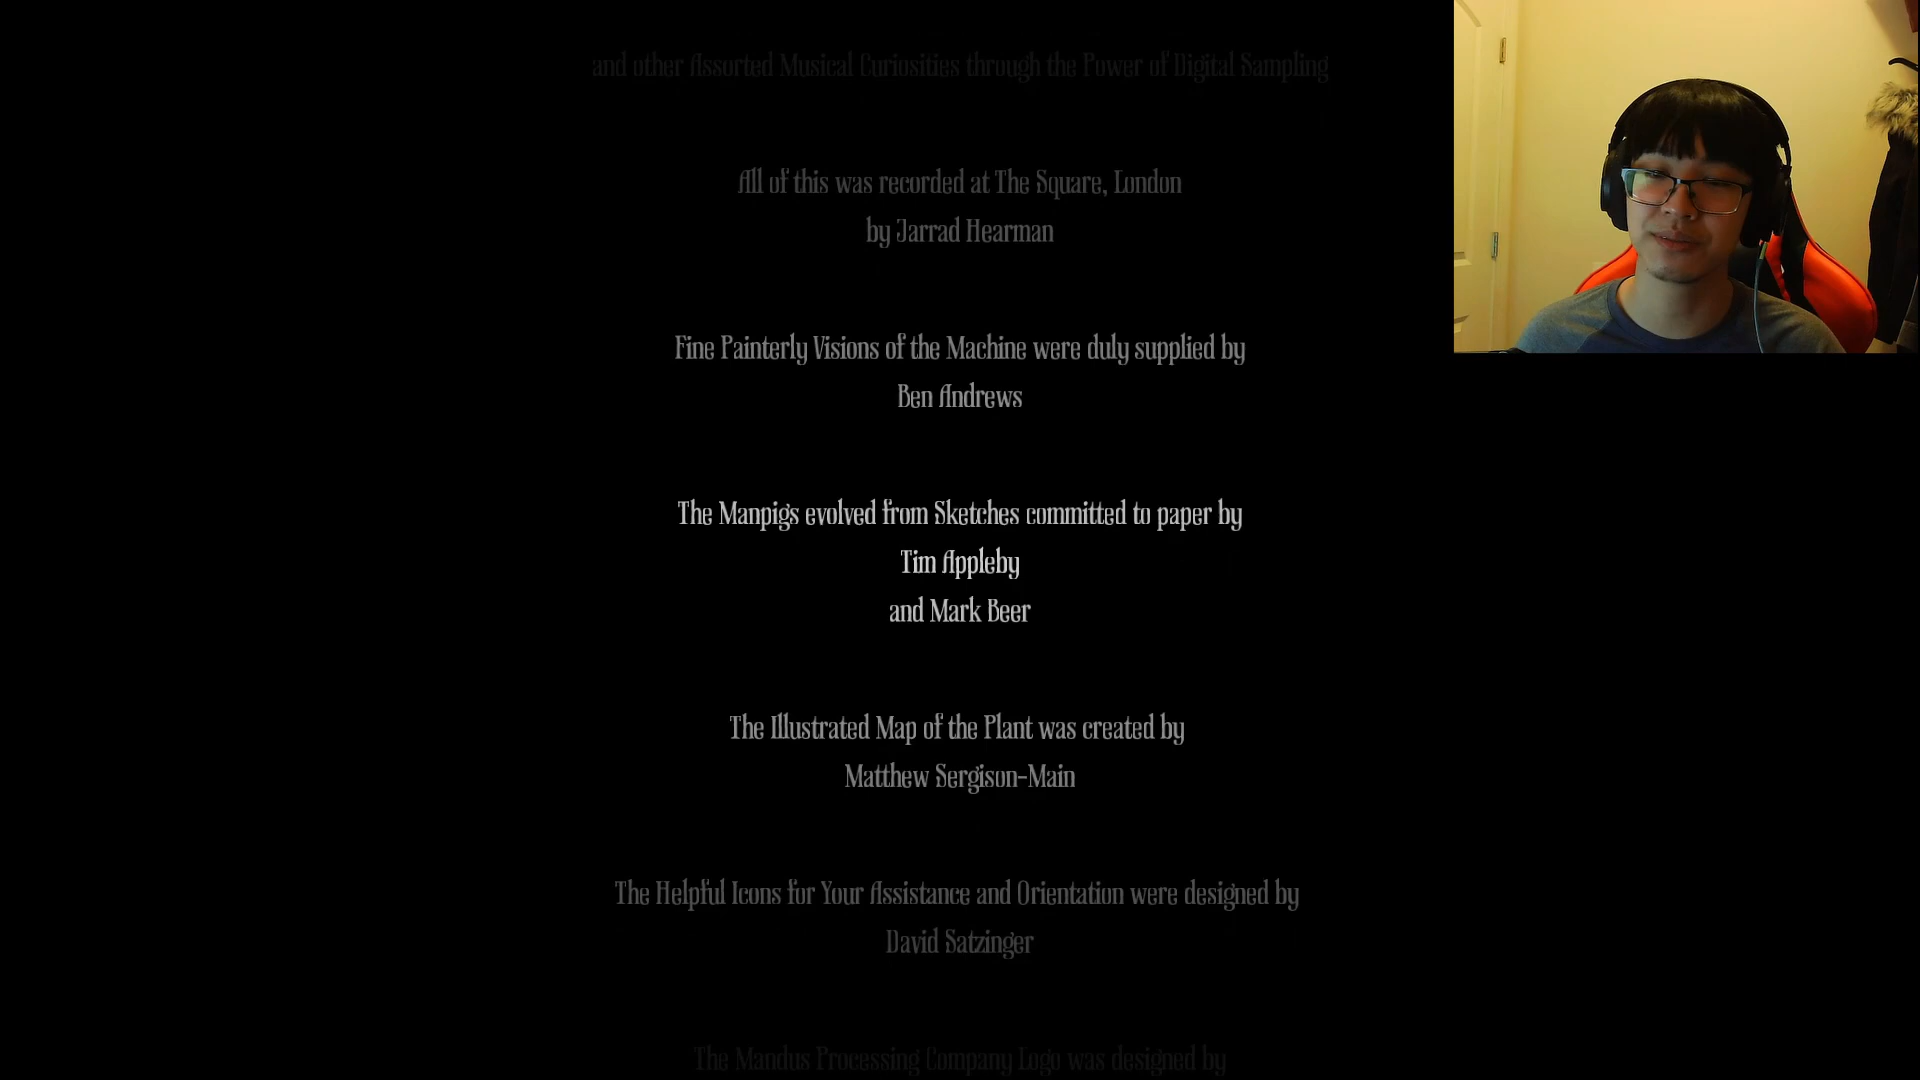 and other Assorted Musical Curiosities through the Power of Digital Sampling
All of this was recorded at The Square, London
by Jarrad Hearman
Fine Painterly Visions of the Machine were duly supplied by
Ben Andrews
The Manpigs evolved from Sketches committed to paper by
Tim Appleby
and Mark Beer
The Illustrated Map of the Plant was created by
Matthew Sergison-Main
The Helpful Icons for Your Assistance and Orientation were designed by
David Satzinger
The Mandus Processing Company Logo was designed by